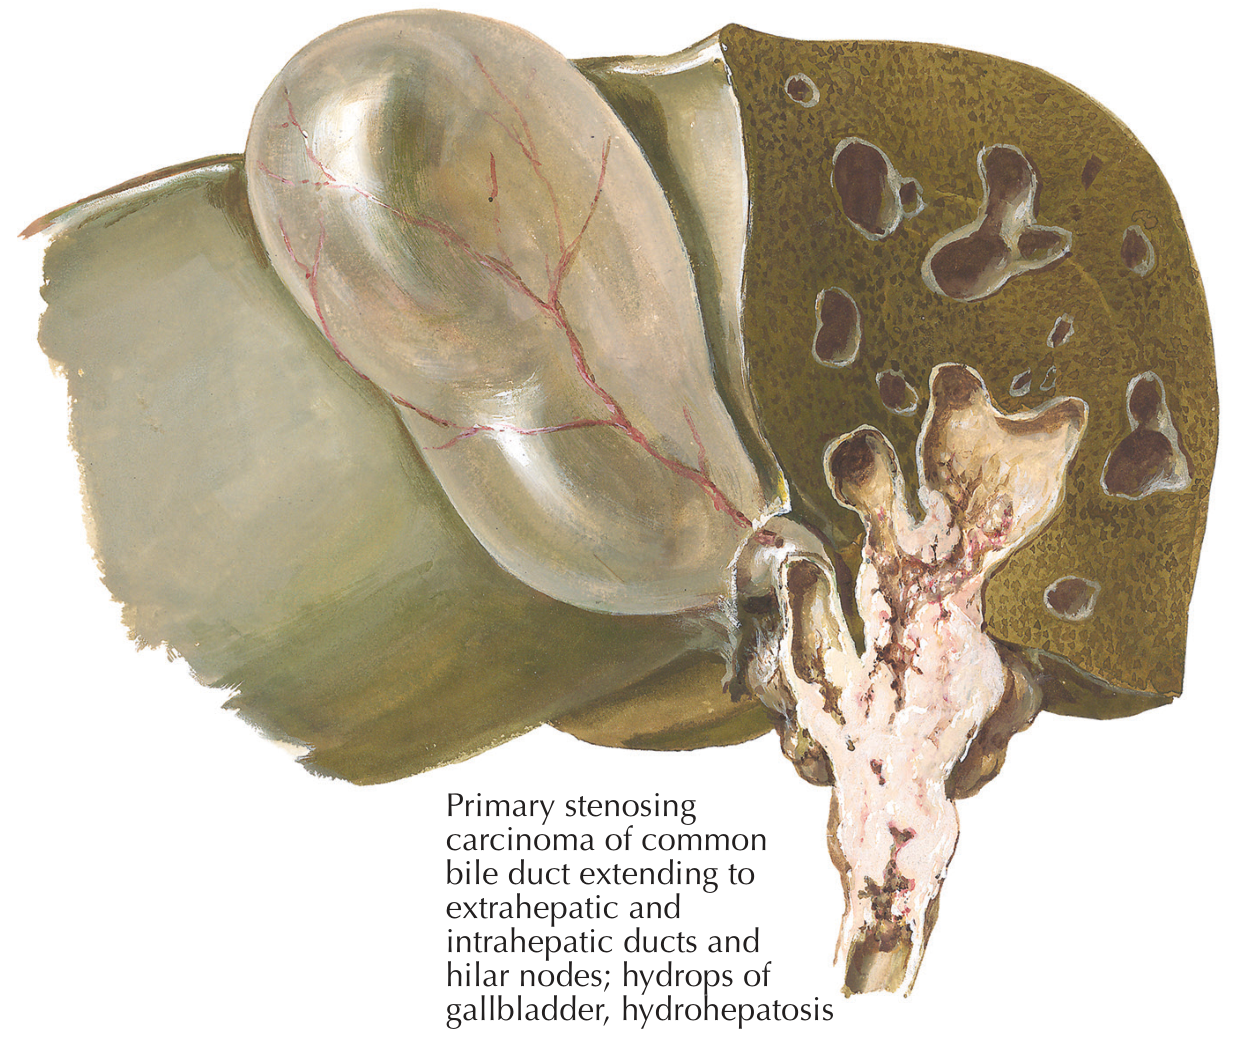 Primary stenosing
carcinoma of common
bile duct extending to
extrahepatic and
intrahepatic ducts and
hilar nodes; hydrops of
gallbladder, hydrohepatosis